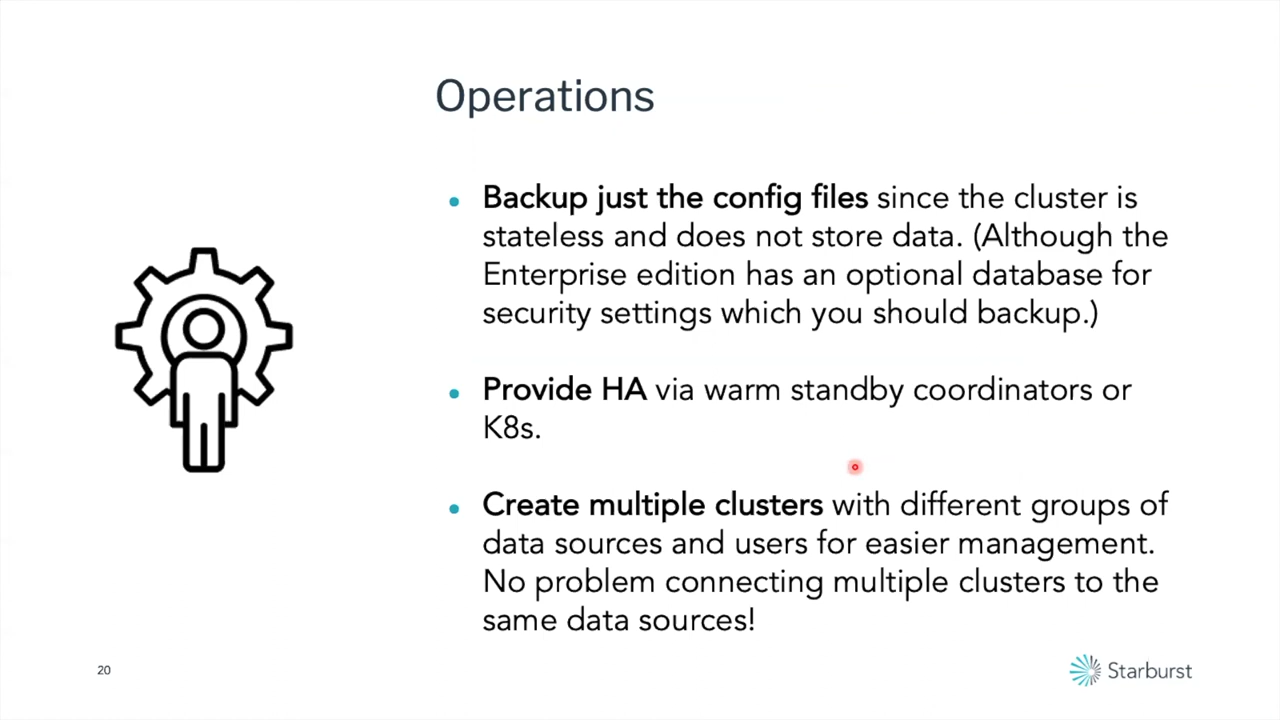 Operations
• Backup just the config files since the cluster is
stateless and does not store data. (Although the
Enterprise edition has an optional database for
security settings which you should backup.)
• Provide HA via warm standby coordinators or
K8s.
• Create multiple clusters with different groups of
data sources and users for easier management.
No problem connecting multiple clusters to the
same data sources!
20
Starburst